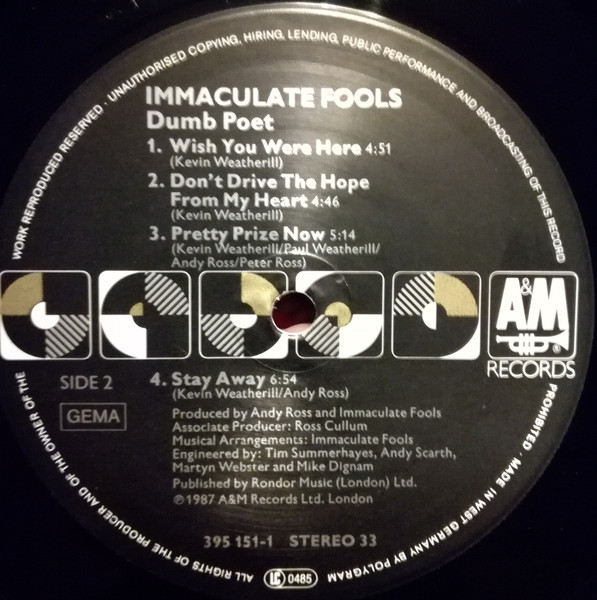 WORK REPRODUCED RESERVED · UNAUTHORISED COPYING, HIRING, LENDING, PUBLIC PERFORMANCE AND BROADCASTING OF THIS RECORD
IMMACULATE FOOLS
Dumb Poet
1. Wish You Were Here 4:51
(Kevin Weatherill)
2. Don't Drive The Hope
From My Heart 4:46
(Kevin Weatherill)
3. Pretty Prize Now 5:14
(Kevin Weatherill/Paul Weatherill/
Andy Ross/Peter Ross)
A&M
®
RECORDS
SIDE 2
GEMA
4. Stay Away 6:54
(Kevin Weatherill/Andy Ross)
Produced by Andy Ross and Immaculate Fools
Associate Producer: Ross Cullum
Musical Arrangements: Immaculate Fools
Engineered by: Tim Summerhayes, Andy Scarth,
Martyn Webster and Mike Dignam
Published by Rondor Music (London) Ltd.
℗1987 A&M Records Ltd. London
395 151-1 STEREO 33
PROHIBITED · MADE IN WEST GERMANY BY POLYGRAM
LC 0485
ALL RIGHTS OF THE PRODUCER AND OF THE OWNER OF THE